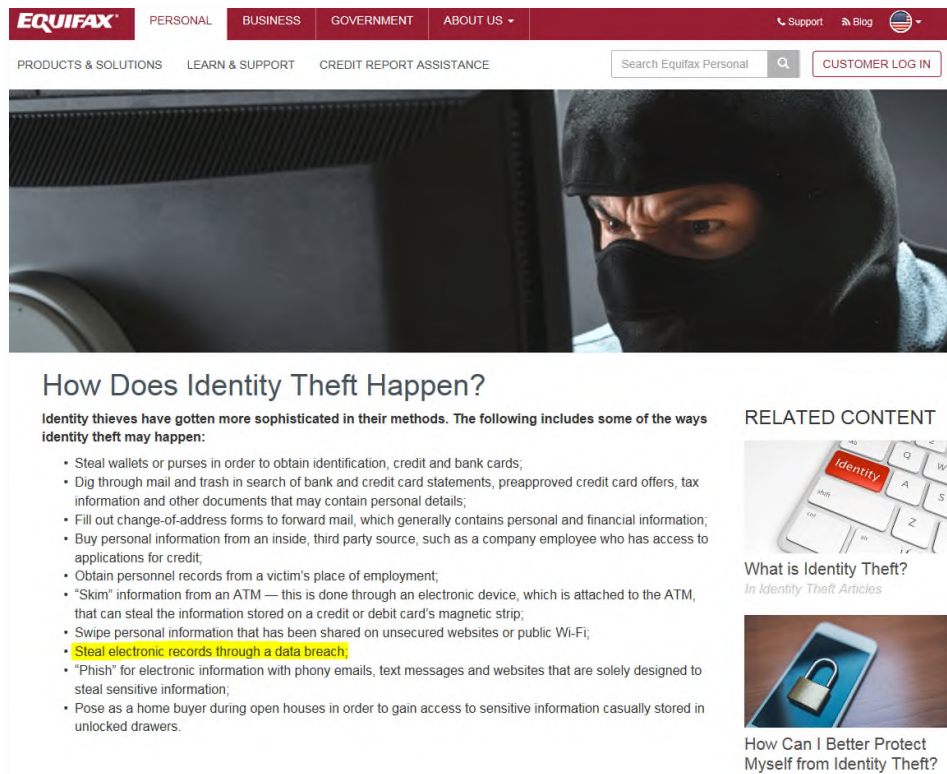 EQUIFAX PERSONAL BUSINESS GOVERNMENT ABOUT US Support Blog
PRODUCTS & SOLUTIONS LEARN & SUPPORT CREDIT REPORT ASSISTANCE Search Equifax Personal CUSTOMER LOG IN
How Does Identity Theft Happen?
Identity thieves have gotten more sophisticated in their methods. The following includes some of the ways
identity theft may happen:
• Steal wallets or purses in order to obtain identification, credit and bank cards;
• Dig through mail and trash in search of bank and credit card statements, preapproved credit card offers, tax
information and other documents that may contain personal details;
• Fill out change-of-address forms to forward mail, which generally contains personal and financial information;
• Buy personal information from an inside, third party source, such as a company employee who has access to
applications for credit;
• Obtain personnel records from a victim's place of employment;
• “Skim” information from an ATM — this is done through an electronic device, which is attached to the ATM,
that can steal the information stored on a credit or debit card's magnetic strip;
• Swipe personal information that has been shared on unsecured websites or public Wi-Fi;
• Steal electronic records through a data breach;
• “Phish” for electronic information with phony emails, text messages and websites that are solely designed to
steal sensitive information;
• Pose as a home buyer during open houses in order to gain access to sensitive information casually stored in
unlocked drawers.
RELATED CONTENT
Identity
Q W
A S
shift
Z
What is Identity Theft?
In Identity Theft Articles
How Can I Better Protect
Myself from Identity Theft?